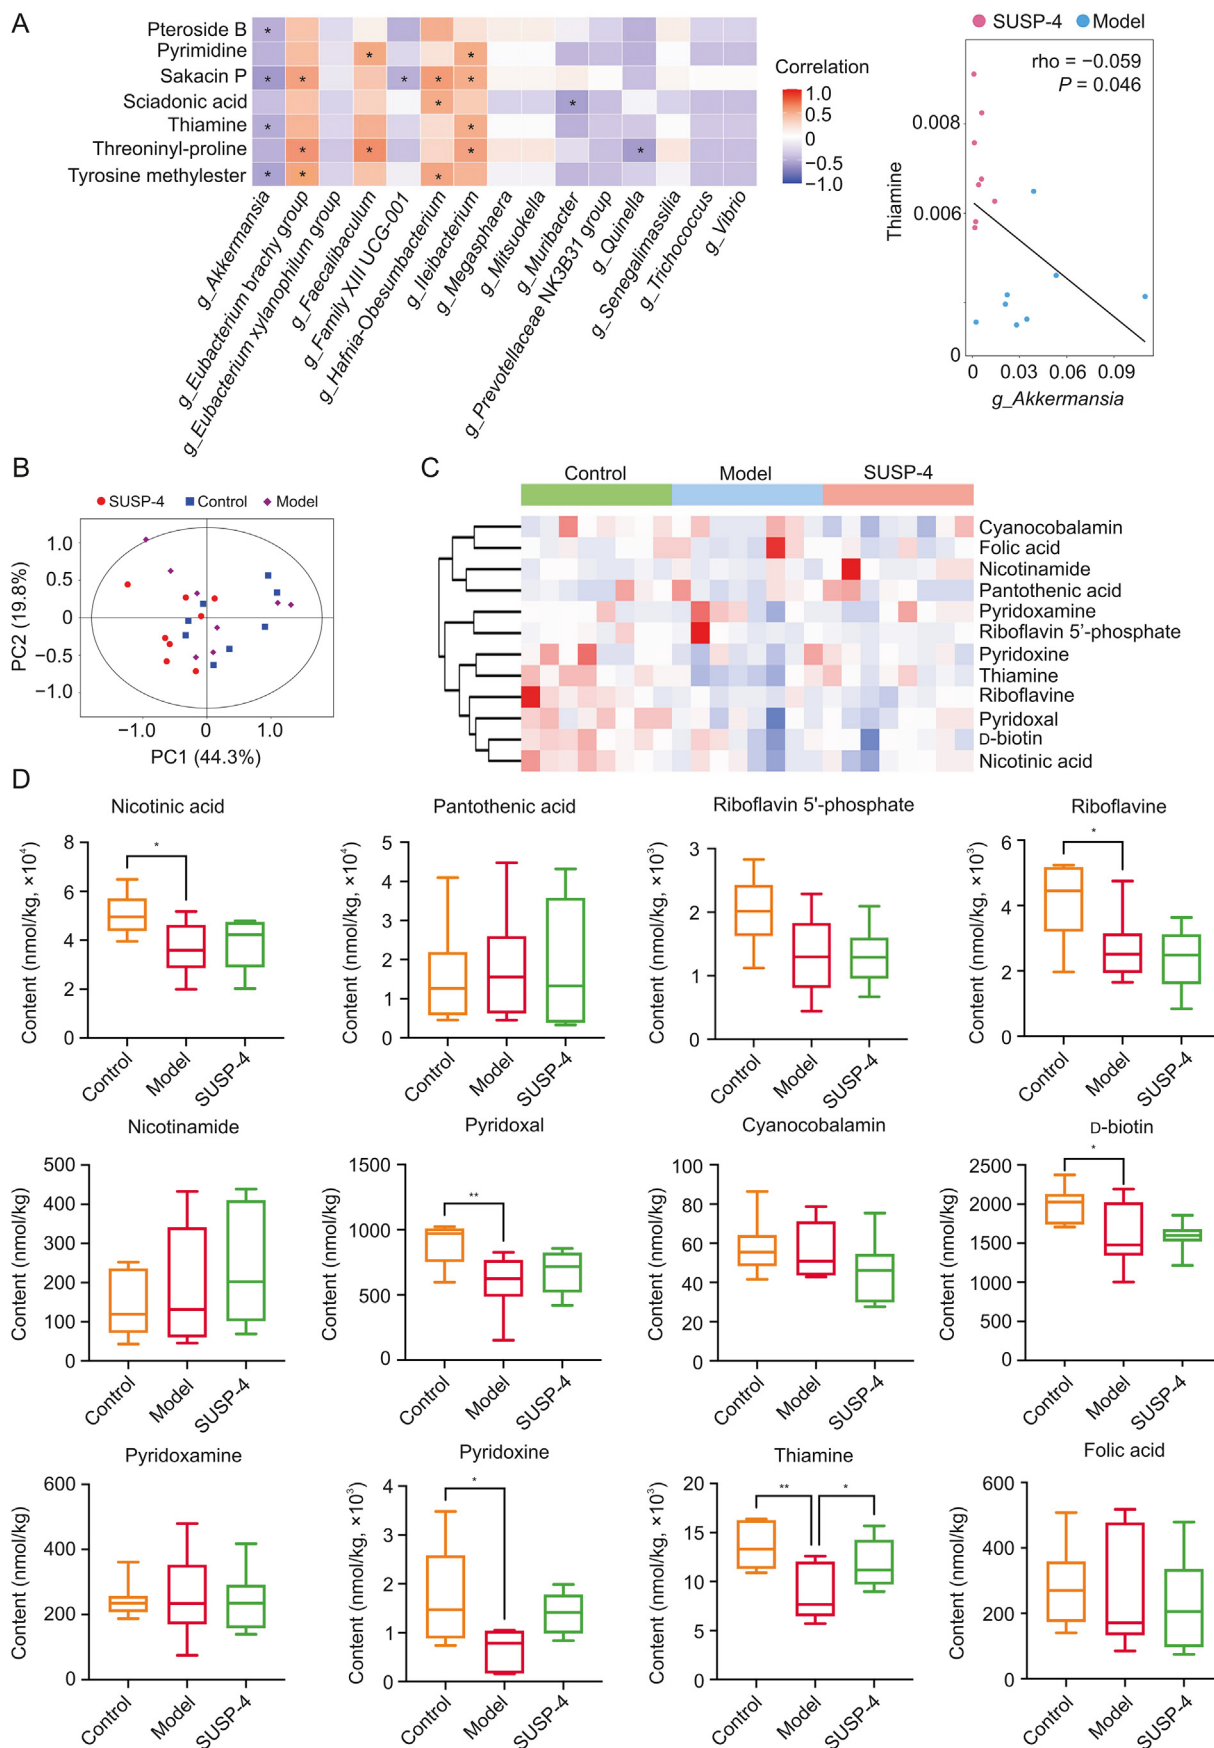 A
Pteroside B
Pyrimidine
Sakacin P
Sciadonic acid
Thiamine
Threoninyl-proline
Tyrosine methylester
* * * * * * * * * * * * * * * * * * * *
g_Akkermansia
g_Eubacterium brachy group
g_Eubacterium xylanophilum group
g_Faecalibaculum
g_Family XIII UCG-001
g_Hafnia-Obesumbacterium
g_Ileibacterium
g_Megasphaera
g_Mitsuokella
g_Muribacter
g_Prevotellaceae NK3B31 group
g_Quinella
g_Senegalimassilia
g_Trichococcus
g_Vibrio
Correlation
1.0
0.5
0
−0.5
−1.0
SUSP-4 Model
rho = −0.059
P = 0.046
Thiamine
0.008
0.006
0
0 0.03 0.06 0.09
g_Akkermansia
B
SUSP-4 Control Model
PC2 (19.8%)
1.0
0.5
0
−0.5
−1.0
−1.0 0 1.0
PC1 (44.3%)
C
Control Model SUSP-4
Cyanocobalamin
Folic acid
Nicotinamide
Pantothenic acid
Pyridoxamine
Riboflavin 5’-phosphate
Pyridoxine
Thiamine
Riboflavine
Pyridoxal
D-biotin
Nicotinic acid
D
Nicotinic acid
Content (nmol/kg, ×10⁴)
8
6
4
2
0
*
Control Model SUSP-4
Pantothenic acid
Content (nmol/kg, ×10⁴)
5
4
3
2
1
0
Control Model SUSP-4
Riboflavin 5'-phosphate
Content (nmol/kg, ×10³)
3
2
1
0
Control Model SUSP-4
Riboflavine
Content (nmol/kg, ×10³)
6
4
2
0
*
Control Model SUSP-4
Nicotinamide
Content (nmol/kg)
500
400
300
200
100
0
Control Model SUSP-4
Pyridoxal
Content (nmol/kg)
1500
1000
500
0
**
Control Model SUSP-4
Cyanocobalamin
Content (nmol/kg)
100
80
60
40
20
0
Control Model SUSP-4
D-biotin
Content (nmol/kg)
2500
2000
1500
1000
500
0
*
Control Model SUSP-4
Pyridoxamine
Content (nmol/kg)
600
400
200
0
Control Model SUSP-4
Pyridoxine
Content (nmol/kg, ×10³)
4
3
2
1
0
*
Control Model SUSP-4
Thiamine
Content (nmol/kg, ×10³)
20
15
10
5
0
** *
Control Model SUSP-4
Folic acid
Content (nmol/kg)
600
400
200
0
Control Model SUSP-4